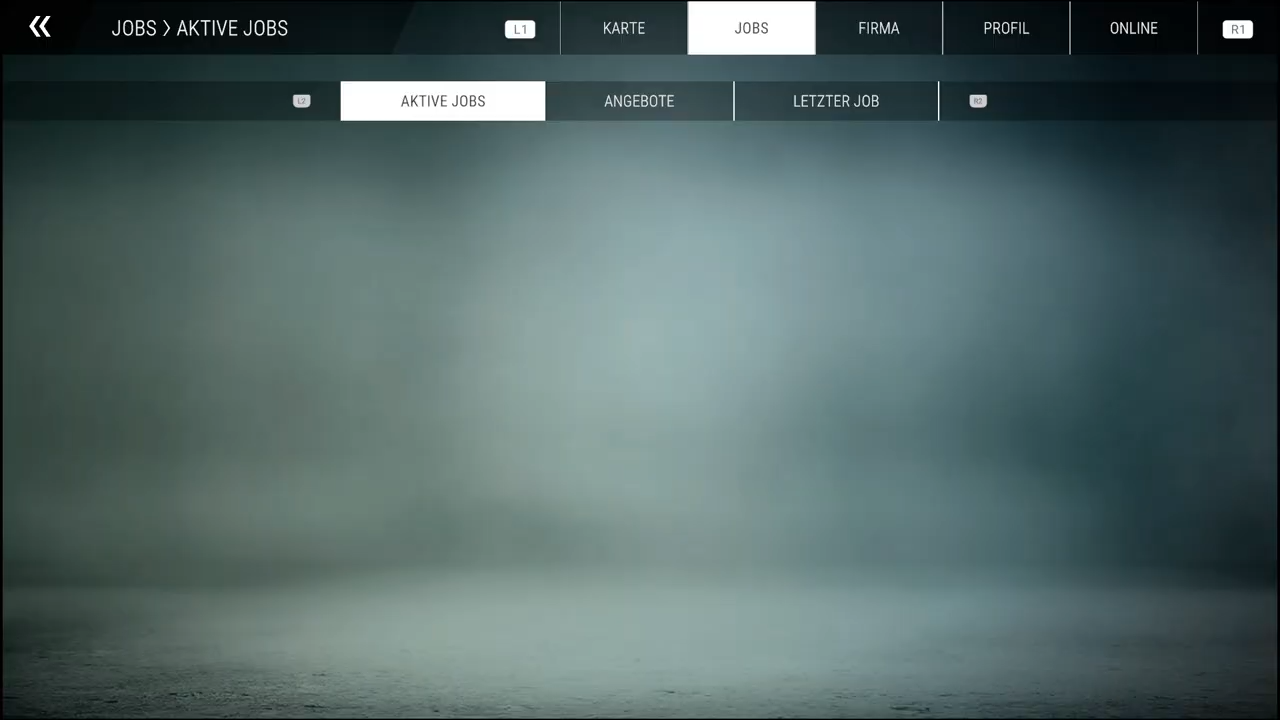 JOBS > AKTIVE JOBS
L1
KARTE
JOBS
FIRMA
PROFIL
ONLINE
R1
L2
AKTIVE JOBS
ANGEBOTE
LETZTER JOB
R2